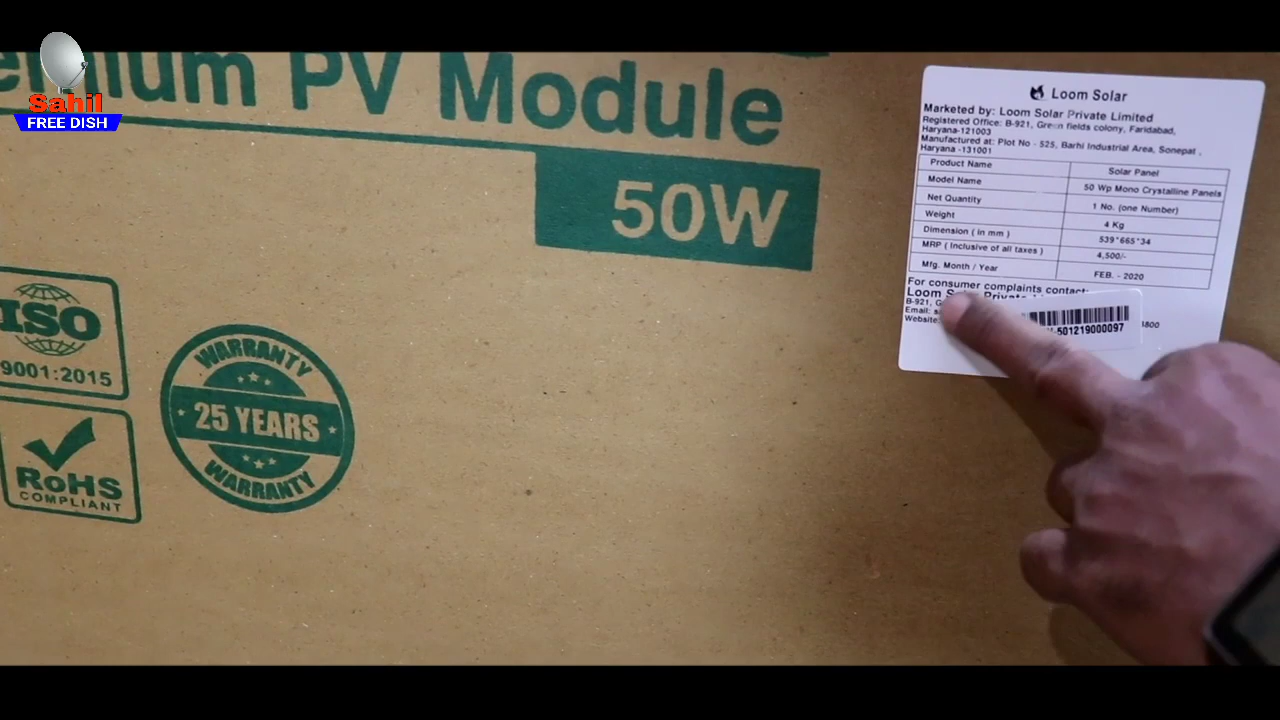 Sahil
FREE DISH
PV Module
50W
ISO
9001:2015
RoHS
COMPLIANT
WARRANTY
25 YEARS
WARRANTY
Loom Solar
Marketed by: Loom Solar Private Limited
Registered Office: B-921, Green fields colony, Faridabad,
Haryana-121003
Manufactured at: Plot No - 525, Barhi Industrial Area, Sonepat ,
Haryana -131001
Product Name Solar Panel
Model Name 50 Wp Mono Crystalline Panels
Net Quantity 1 No. (one Number)
Weight 4 Kg
Dimension ( in mm ) 539*665*34
MRP ( Inclusive of all taxes ) 4,500/-
Mfg. Month / Year FEB. - 2020
For consumer complaints contact:
Loom Private
B-921,
Email:
Website:
-501219000097